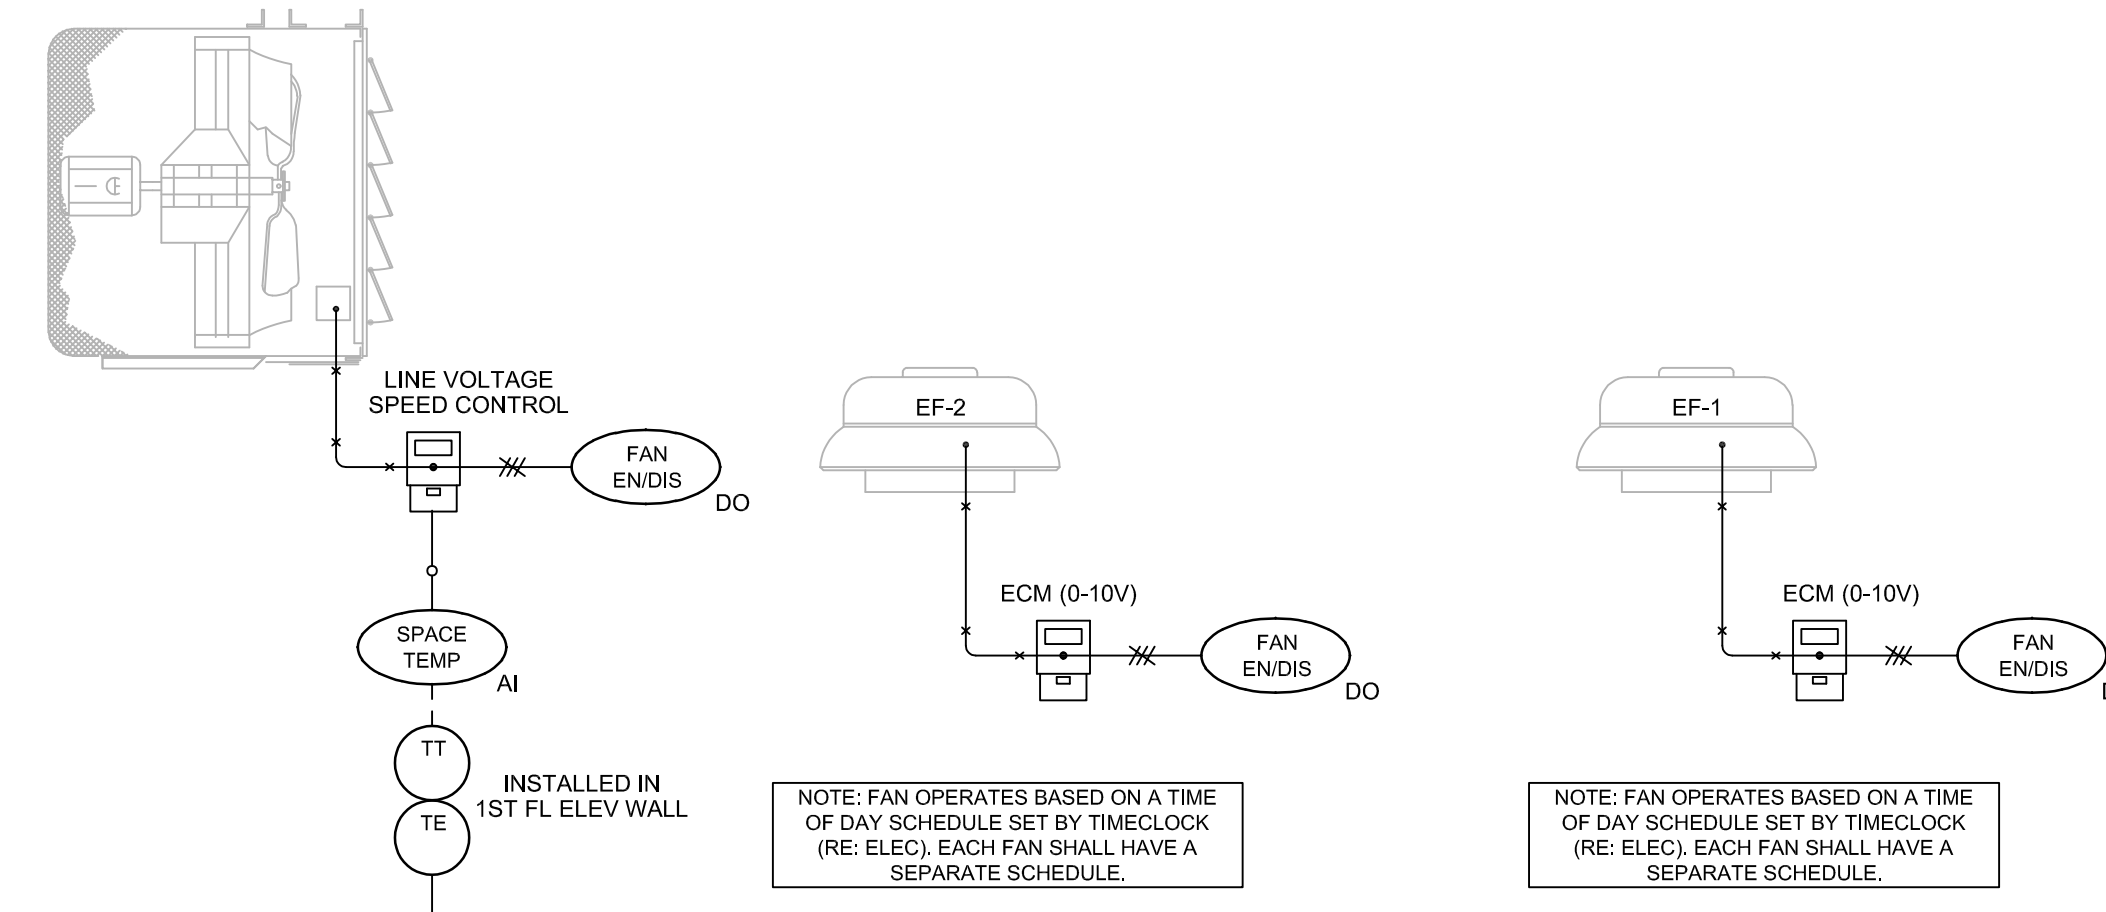 LINE VOLTAGE
SPEED CONTROL
FAN
EN/DIS
DO
SPACE
TEMP
AI
TT
TE
INSTALLED IN
1ST FL ELEV WALL
EF-2
ECM (0-10V)
FAN
EN/DIS
DO
NOTE: FAN OPERATES BASED ON A TIME
OF DAY SCHEDULE SET BY TIMECLOCK
(RE: ELEC). EACH FAN SHALL HAVE A
SEPARATE SCHEDULE.
EF-1
ECM (0-10V)
FAN
EN/DIS
NOTE: FAN OPERATES BASED ON A TIME
OF DAY SCHEDULE SET BY TIMECLOCK
(RE: ELEC). EACH FAN SHALL HAVE A
SEPARATE SCHEDULE.